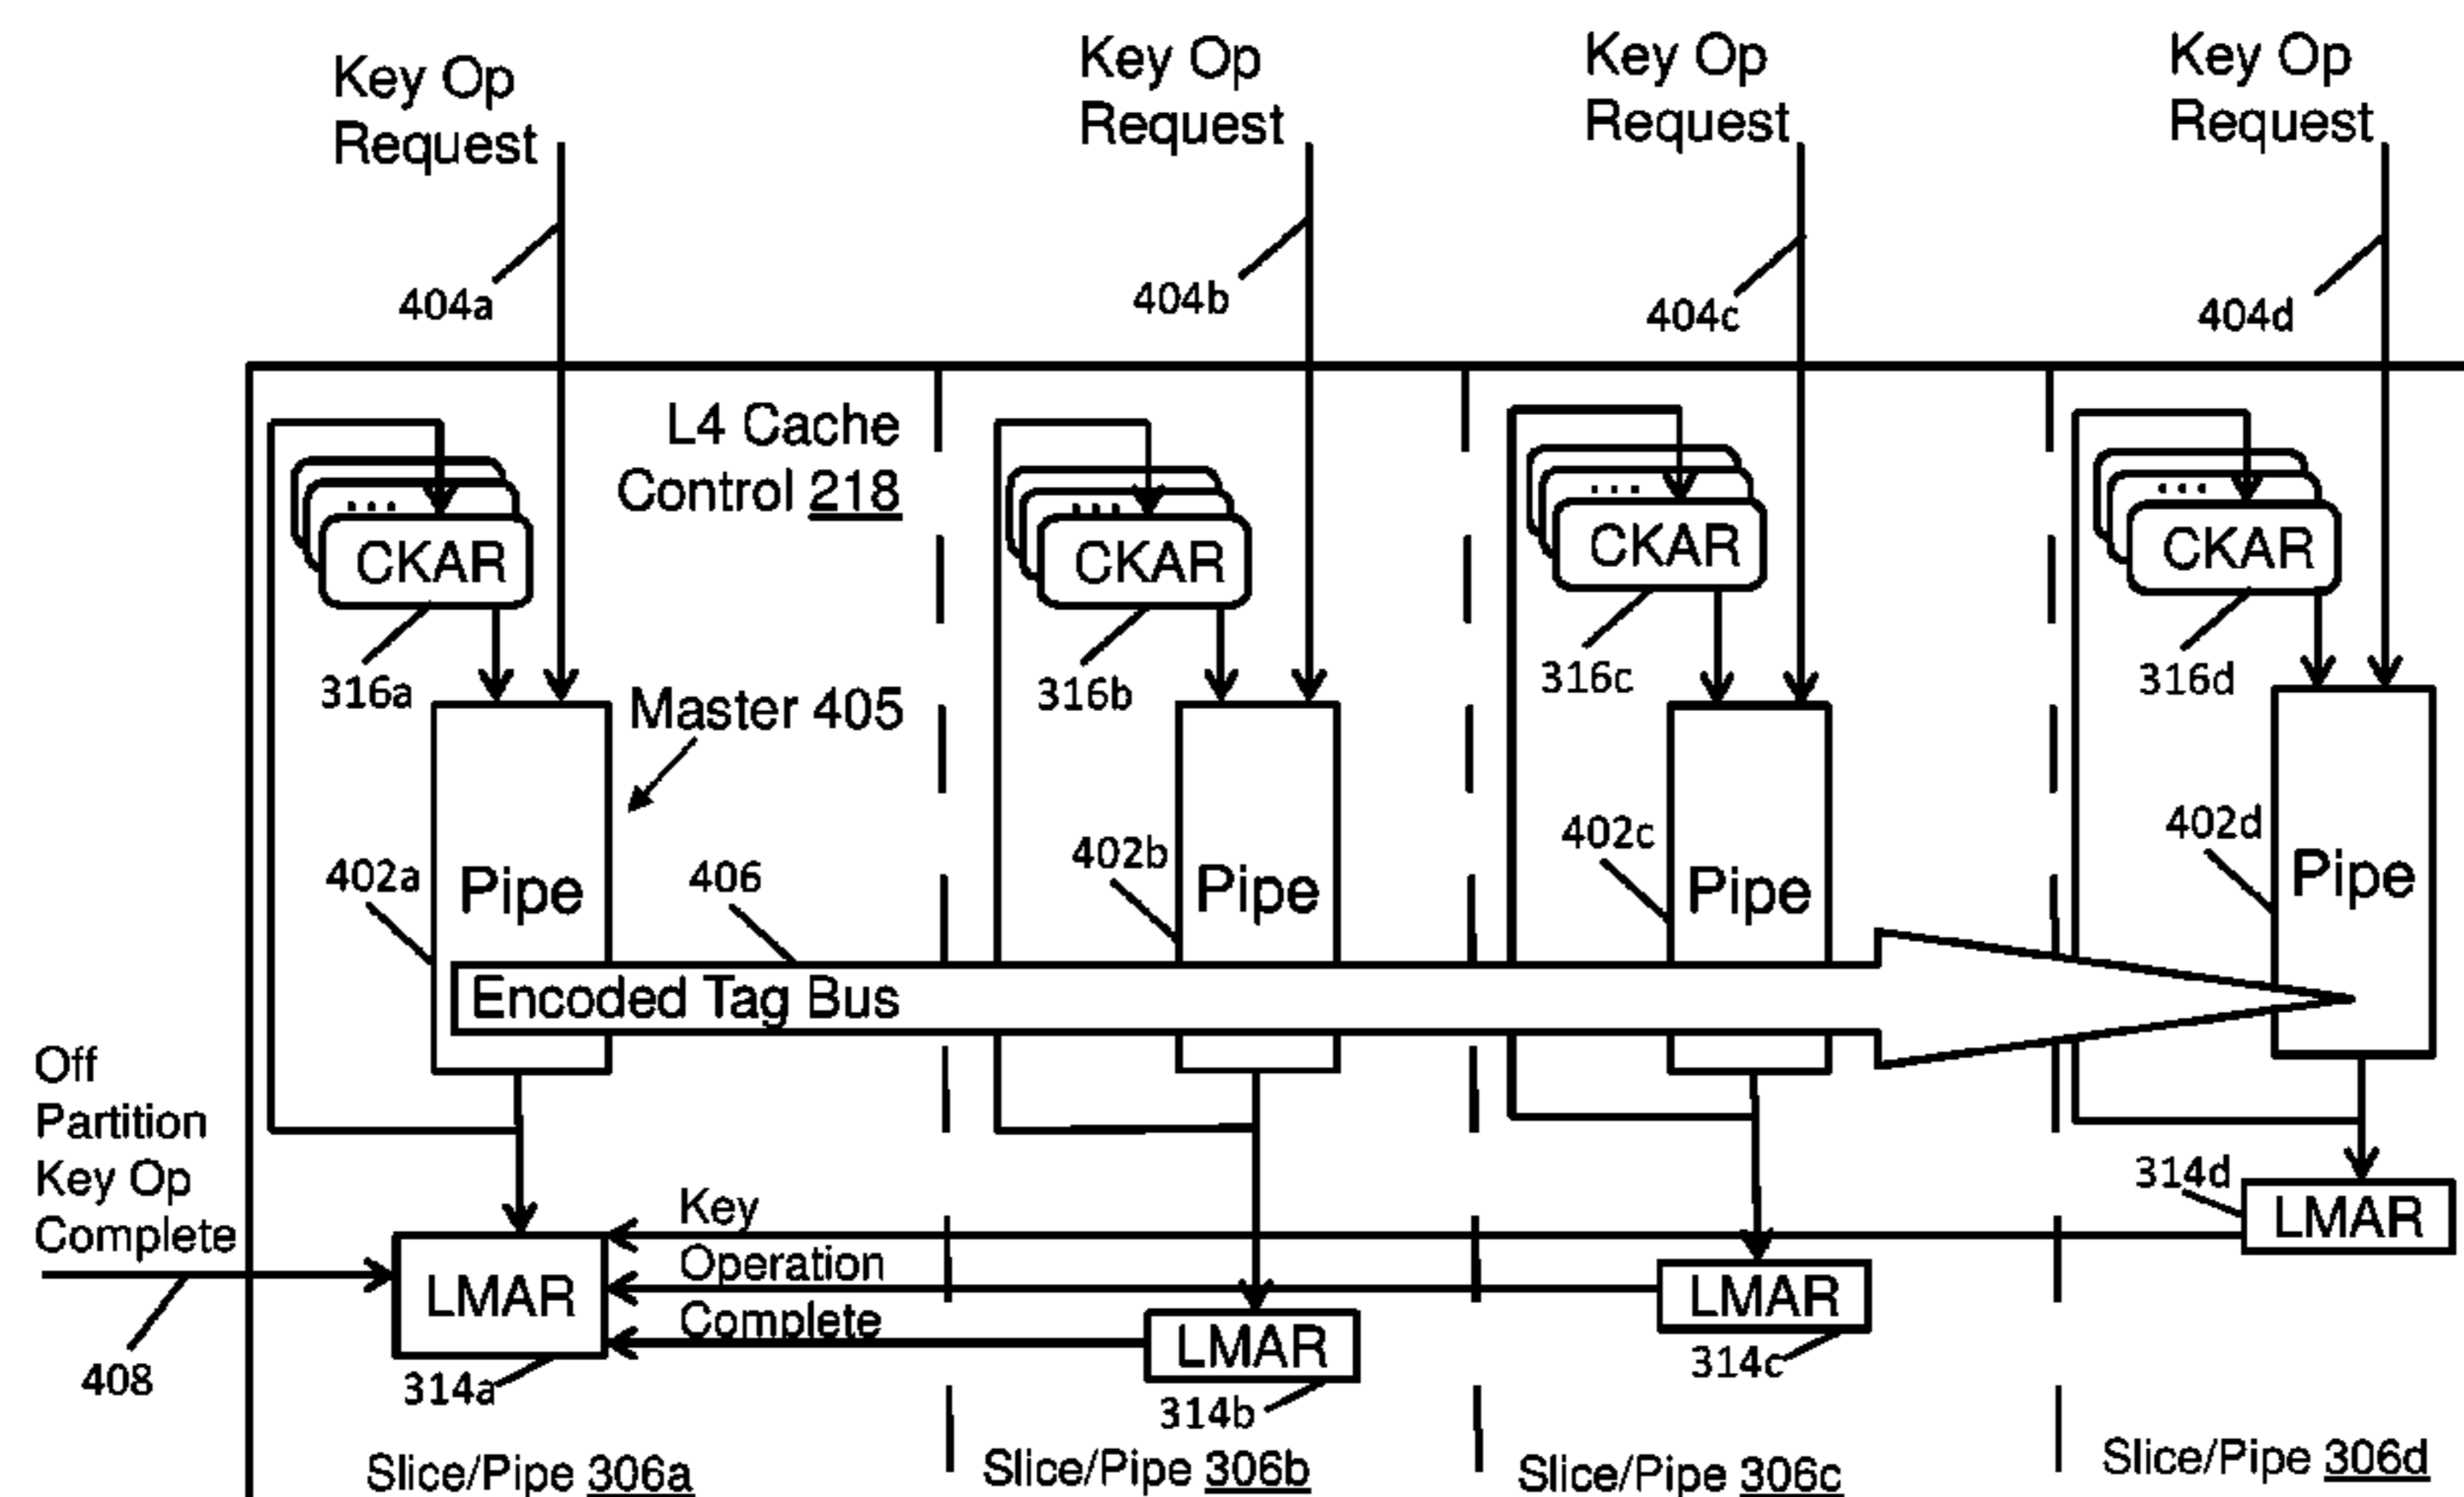 Key Op
Request
Key Op
Request
Key Op
Request
Key Op
Request
404a
404b
404c
404d
L4 Cache
Control 218
...
CKAR
...
CKAR
...
CKAR
...
CKAR
316a
316b
316c
316d
Master 405
402a
Pipe
406
402b
Pipe
402c
Pipe
402d
Pipe
Encoded Tag Bus
Off
Partition
Key Op
Complete
408
Key
Operation
Complete
LMAR
314a
LMAR
314b
LMAR
314c
314d
LMAR
Slice/Pipe 306a
Slice/Pipe 306b
Slice/Pipe 306c
Slice/Pipe 306d